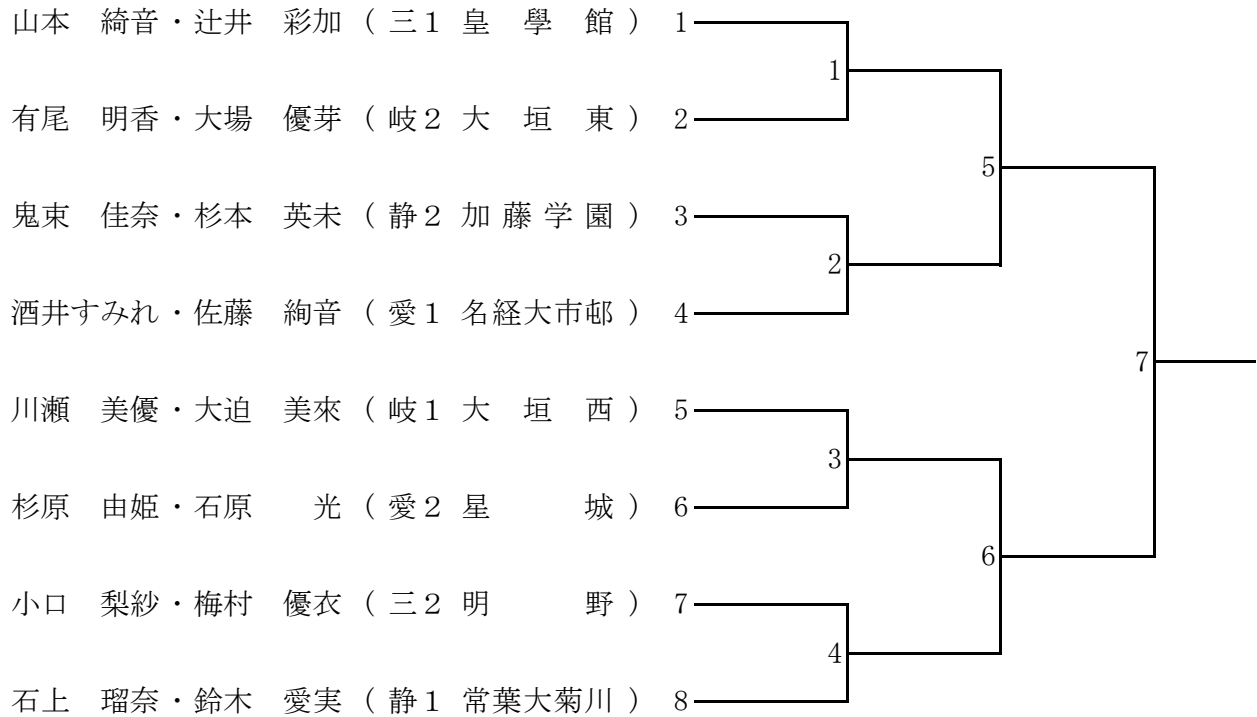 山本　綺音・辻井　彩加（三１ 皇　學　館） 1
1
有尾　明香・大場　優芽（岐２ 大　垣　東） 2
5
鬼束　佳奈・杉本　英未（静２ 加藤学園） 3
2
酒井すみれ・佐藤　絢音（愛１ 名経大市邨） 4
7
川瀬　美優・大迫　美來（岐１ 大　垣　西） 5
3
杉原　由姫・石原　　光（愛２ 星　　　城） 6
6
小口　梨紗・梅村　優衣（三２ 明　　　野） 7
4
石上　瑠奈・鈴木　愛実（静１ 常葉大菊川） 8